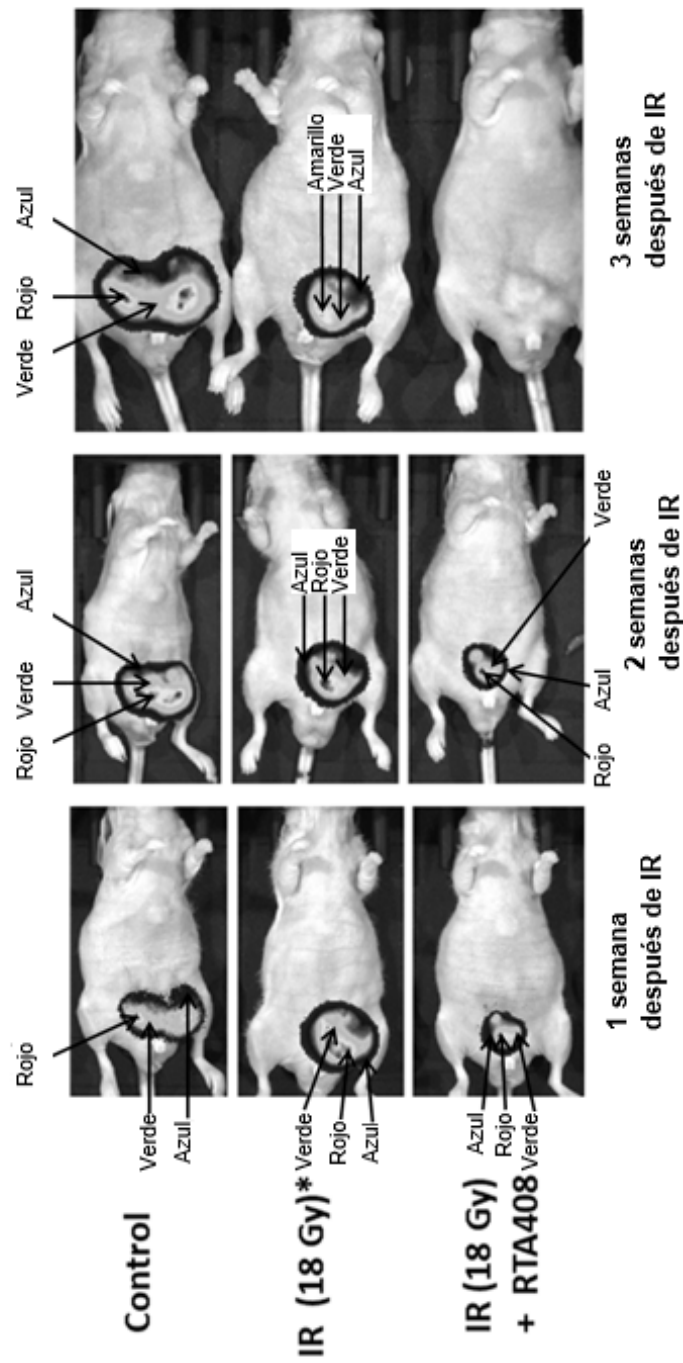 Control
Rojo
Verde
Azul
Rojo
Verde
Azul
Verde
Rojo
Azul
IR (18 Gy)*
Verde
Rojo
Azul
Azul
Rojo
Verde
Amarillo
Verde
Azul
IR (18 Gy)
+ RTA408
Azul
Rojo
Verde
Rojo
Azul
Verde
1 semana
después de IR
2 semanas
después de IR
3 semanas
después de IR